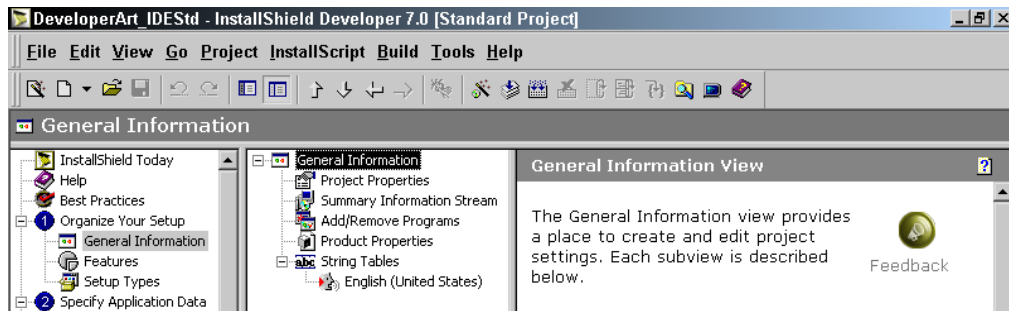 DeveloperArt_IDEStd - InstallShield Developer 7.0 [Standard Project]
File Edit View Go Project InstallScript Build Tools Help
General Information
InstallShield Today
Help
Best Practices
1 Organize Your Setup
General Information
Features
Setup Types
2 Specify Application Data
General Information
Project Properties
Summary Information Stream
Add/Remove Programs
Product Properties
abc String Tables
English (United States)
General Information View
?
The General Information view provides
a place to create and edit project
settings. Each subview is described
below.
Feedback